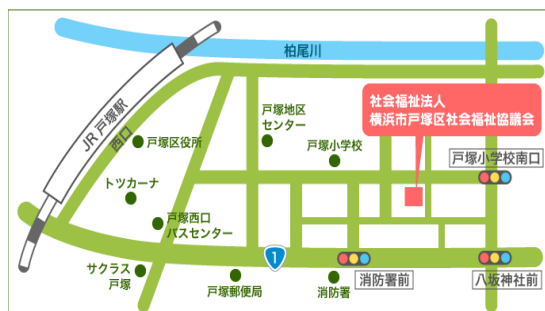 柏尾川
JR 戸塚駅
西口
社会福祉法人
横浜市戸塚区社会福祉協議会
戸塚地区
センター
戸塚区役所
戸塚小学校
戸塚小学校南口
トツカーナ
戸塚西口
バスセンター
1
サクラス
戸塚
戸塚郵便局
消防署
消防署前
八坂神社前